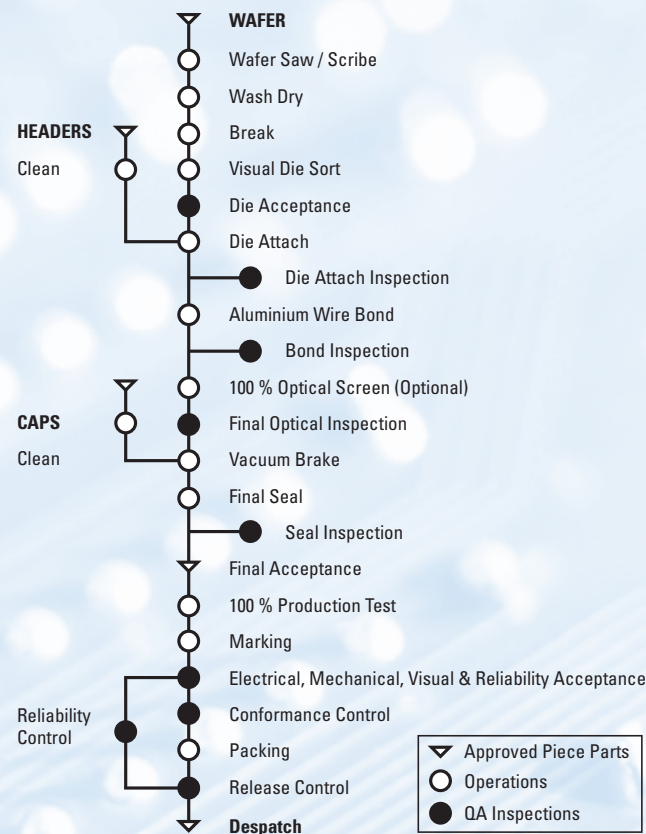 WAFER
Wafer Saw / Scribe
Wash Dry
HEADERS
Break
Clean
Visual Die Sort
Die Acceptance
Die Attach
Die Attach Inspection
Aluminium Wire Bond
Bond Inspection
100 % Optical Screen (Optional)
CAPS
Final Optical Inspection
Clean
Vacuum Brake
Final Seal
Seal Inspection
Final Acceptance
100 % Production Test
Marking
Electrical, Mechanical, Visual & Reliability Acceptance
Reliability
Control
Conformance Control
Packing
Release Control
Despatch
Approved Piece Parts
Operations
QA Inspections